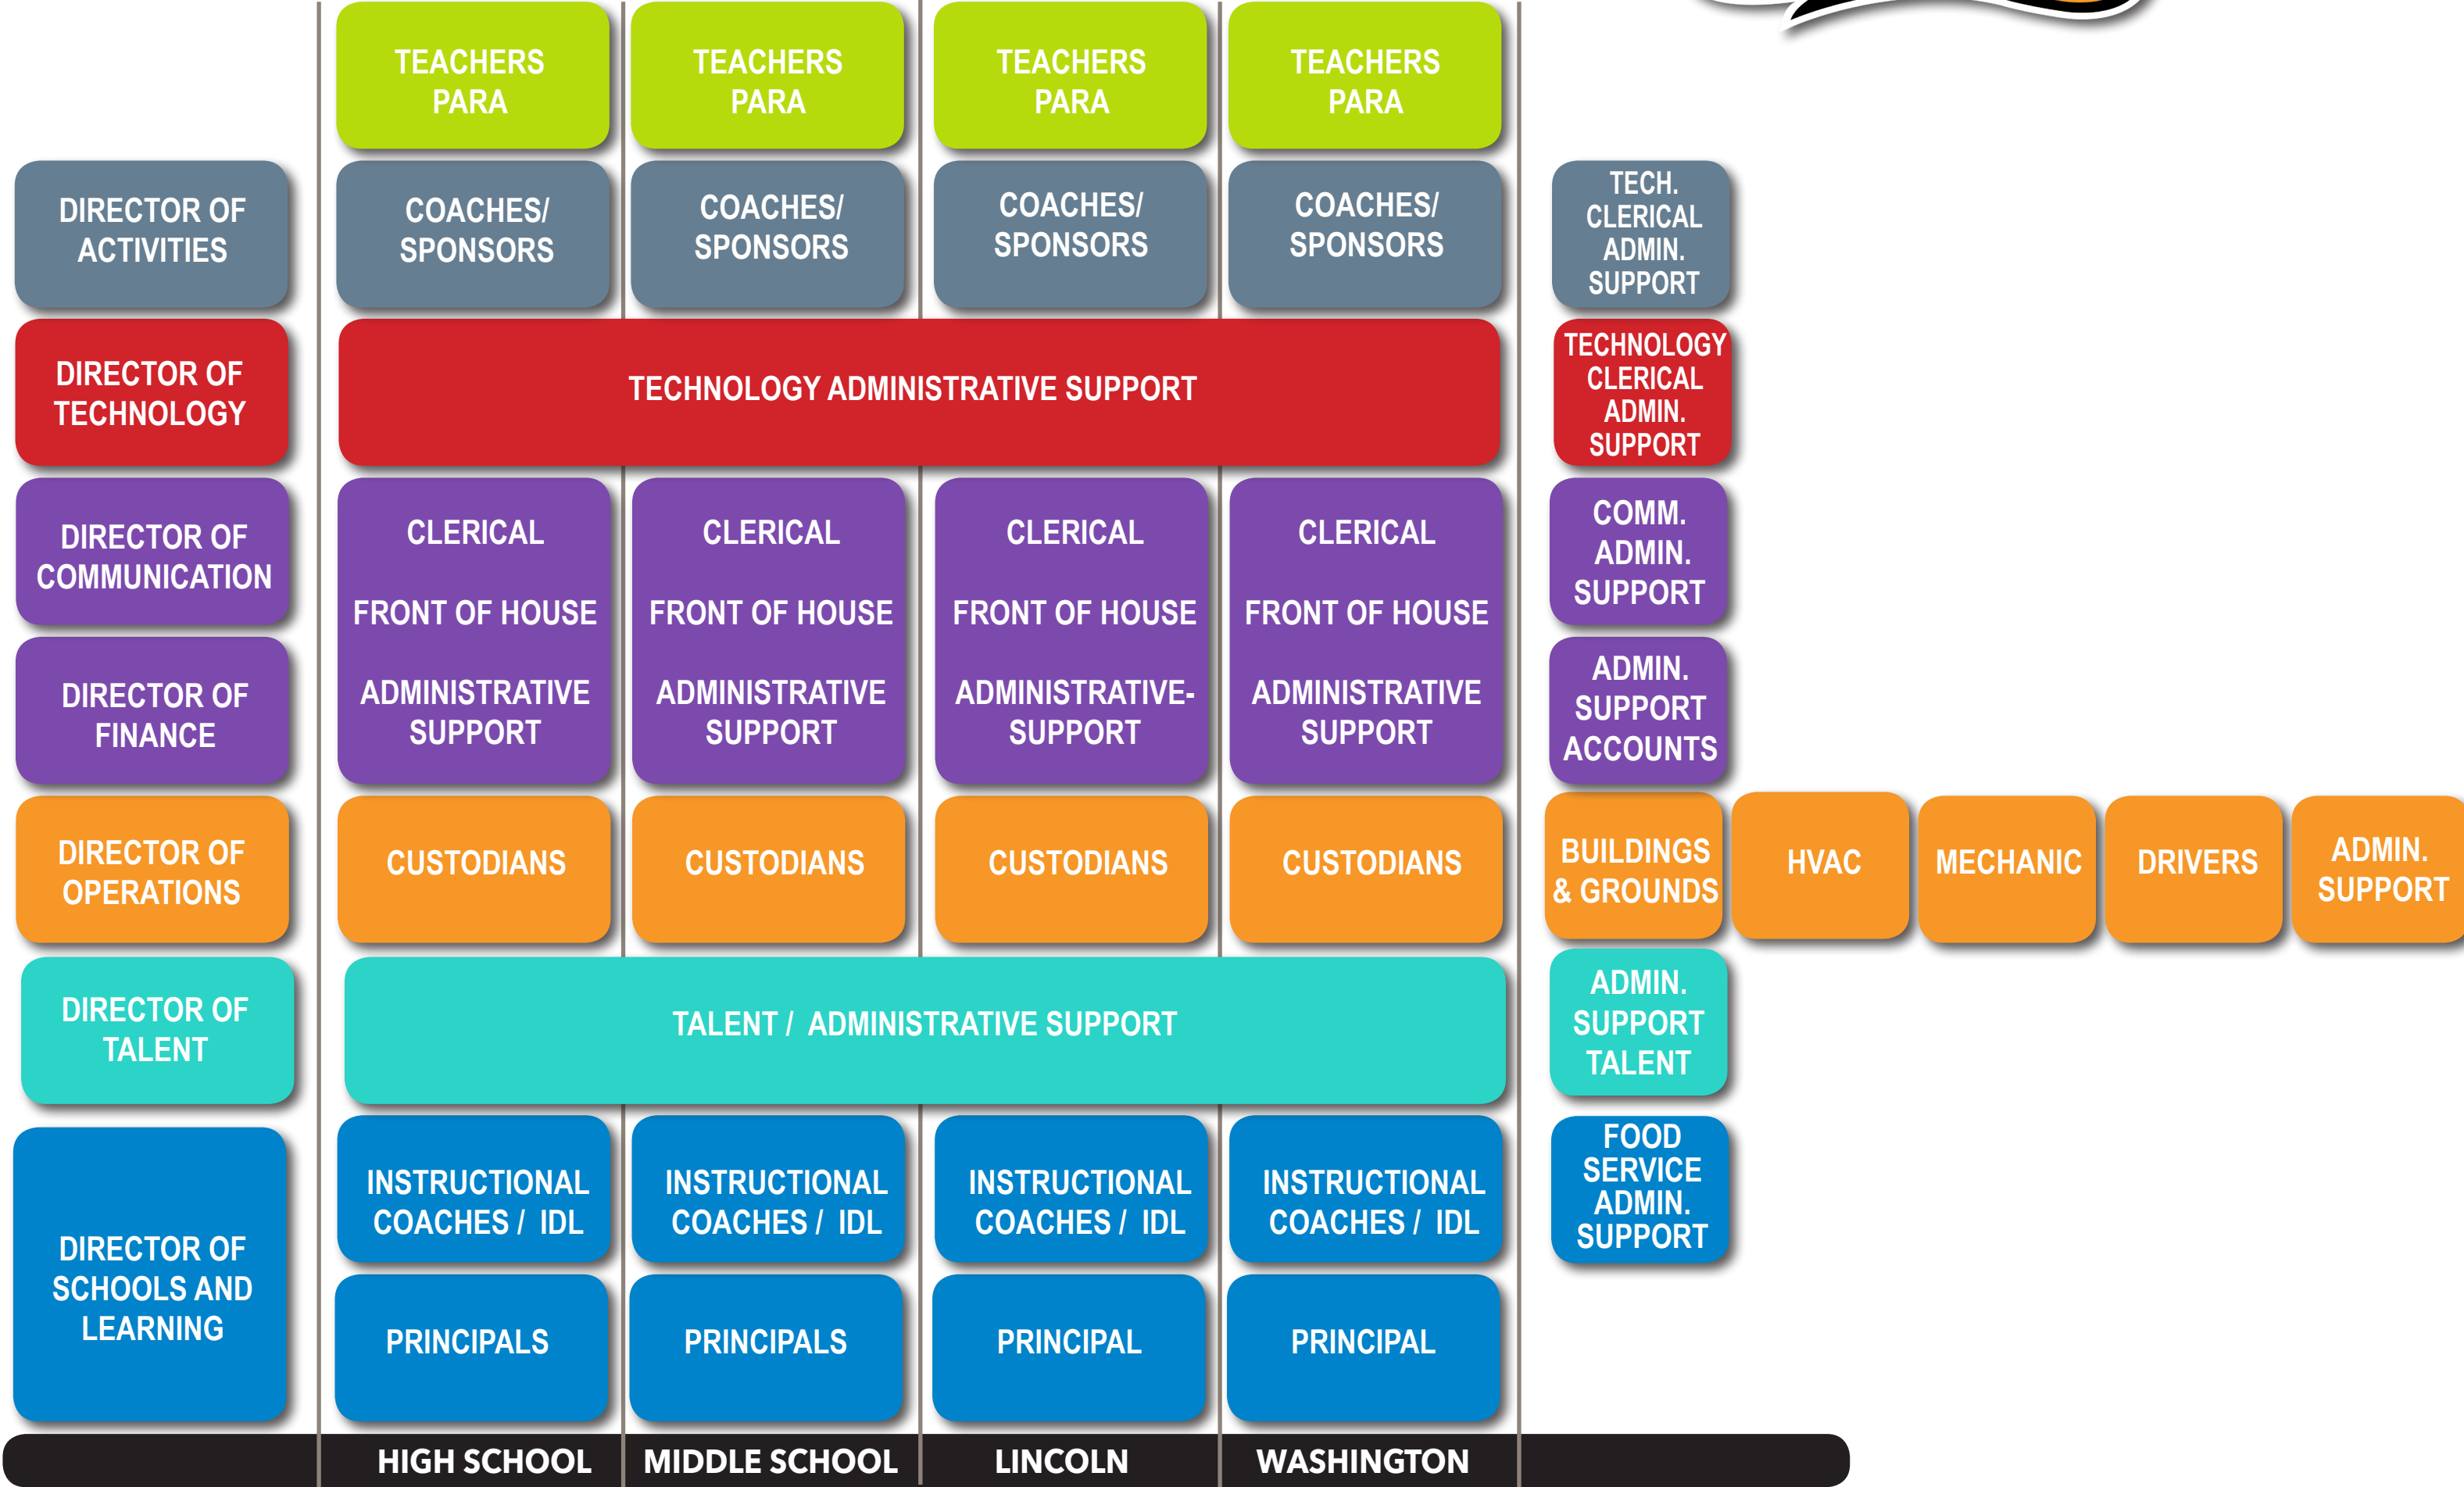 TEACHERS
PARA
TEACHERS
PARA
TEACHERS
PARA
TEACHERS
PARA
DIRECTOR OF
ACTIVITIES
COACHES/
SPONSORS
COACHES/
SPONSORS
COACHES/
SPONSORS
COACHES/
SPONSORS
TECH.
CLERICAL
ADMIN.
SUPPORT
DIRECTOR OF
TECHNOLOGY
TECHNOLOGY ADMINISTRATIVE SUPPORT
TECHNOLOGY
CLERICAL
ADMIN.
SUPPORT
DIRECTOR OF
COMMUNICATION
DIRECTOR OF
FINANCE
CLERICAL
FRONT OF HOUSE
ADMINISTRATIVE
SUPPORT
CLERICAL
FRONT OF HOUSE
ADMINISTRATIVE
SUPPORT
CLERICAL
FRONT OF HOUSE
ADMINISTRATIVE-
SUPPORT
CLERICAL
FRONT OF HOUSE
ADMINISTRATIVE
SUPPORT
COMM.
ADMIN.
SUPPORT
ADMIN.
SUPPORT
ACCOUNTS
DIRECTOR OF
OPERATIONS
CUSTODIANS
CUSTODIANS
CUSTODIANS
CUSTODIANS
BUILDINGS
& GROUNDS
HVAC
MECHANIC
DRIVERS
ADMIN.
SUPPORT
DIRECTOR OF
TALENT
TALENT / ADMINISTRATIVE SUPPORT
ADMIN.
SUPPORT
TALENT
DIRECTOR OF
SCHOOLS AND
LEARNING
INSTRUCTIONAL
COACHES / IDL
INSTRUCTIONAL
COACHES / IDL
INSTRUCTIONAL
COACHES / IDL
INSTRUCTIONAL
COACHES / IDL
FOOD
SERVICE
ADMIN.
SUPPORT
PRINCIPALS
PRINCIPALS
PRINCIPAL
PRINCIPAL
HIGH SCHOOL
MIDDLE SCHOOL
LINCOLN
WASHINGTON